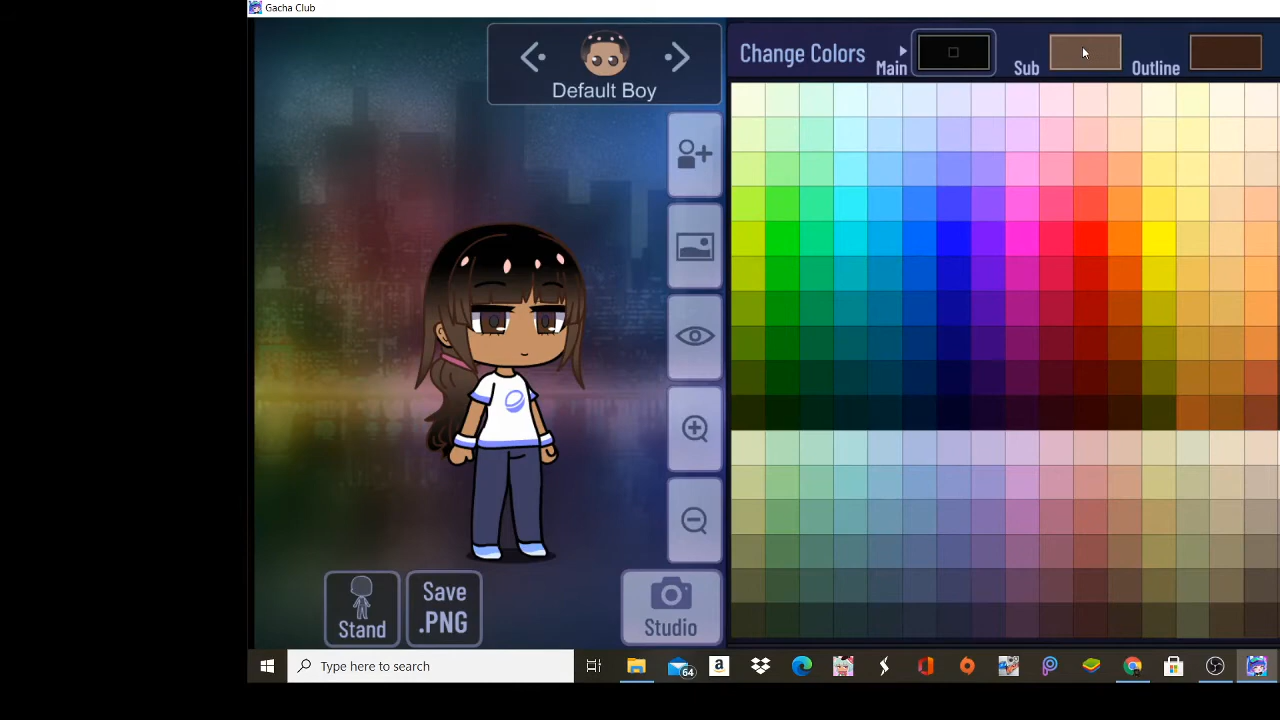 Gacha Club
Default Boy
Change Colors
Main
Sub
Outline
Stand
Save
.PNG
Studio
Type here to search
64
a